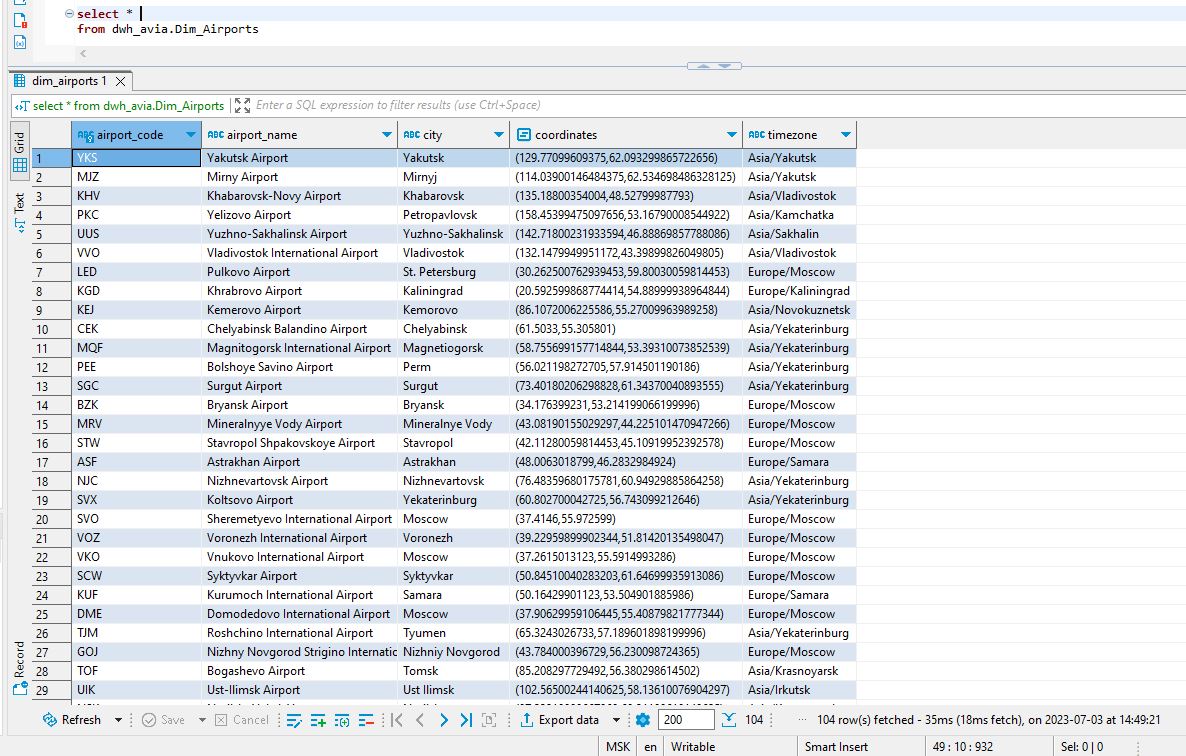 select *
from dwh_avia.Dim_Airports
dim_airports 1
select * from dwh_avia.Dim_Airports Enter a SQL expression to filter results (use Ctrl+Space)
Grid
Text
Record
airport_code airport_name city coordinates timezone
1 YKS Yakutsk Airport Yakutsk (129.77099609375,62.093299865722656) Asia/Yakutsk
2 MJZ Mirny Airport Mirnyj (114.03900146484375,62.534698486328125) Asia/Yakutsk
3 KHV Khabarovsk-Novy Airport Khabarovsk (135.18800354004,48.52799987793) Asia/Vladivostok
4 PKC Yelizovo Airport Petropavlovsk (158.45399475097656,53.16790008544922) Asia/Kamchatka
5 UUS Yuzhno-Sakhalinsk Airport Yuzhno-Sakhalinsk (142.71800231933594,46.88869857788086) Asia/Sakhalin
6 VVO Vladivostok International Airport Vladivostok (132.1479949951172,43.39899826049805) Asia/Vladivostok
7 LED Pulkovo Airport St. Petersburg (30.262500762939453,59.80030059814453) Europe/Moscow
8 KGD Khrabrovo Airport Kaliningrad (20.592599868774414,54.88999938964844) Europe/Kaliningrad
9 KEJ Kemerovo Airport Kemorovo (86.1072006225586,55.27009963989258) Asia/Novokuznetsk
10 CEK Chelyabinsk Balandino Airport Chelyabinsk (61.5033,55.305801) Asia/Yekaterinburg
11 MQF Magnitogorsk International Airport Magnetiogorsk (58.755699157714844,53.39310073852539) Asia/Yekaterinburg
12 PEE Bolshoye Savino Airport Perm (56.021198272705,57.914501190186) Asia/Yekaterinburg
13 SGC Surgut Airport Surgut (73.40180206298828,61.34370040893555) Asia/Yekaterinburg
14 BZK Bryansk Airport Bryansk (34.176399231,53.214199066199996) Europe/Moscow
15 MRV Mineralnyye Vody Airport Mineralnye Vody (43.08190155029297,44.225101470947266) Europe/Moscow
16 STW Stavropol Shpakovskoye Airport Stavropol (42.11280059814453,45.10919952392578) Europe/Moscow
17 ASF Astrakhan Airport Astrakhan (48.0063018799,46.2832984924) Europe/Samara
18 NJC Nizhnevartovsk Airport Nizhnevartovsk (76.48359680175781,60.94929885864258) Asia/Yekaterinburg
19 SVX Koltsovo Airport Yekaterinburg (60.802700042725,56.743099212646) Asia/Yekaterinburg
20 SVO Sheremetyevo International Airport Moscow (37.4146,55.972599) Europe/Moscow
21 VOZ Voronezh International Airport Voronezh (39.22959899902344,51.81420135498047) Europe/Moscow
22 VKO Vnukovo International Airport Moscow (37.2615013123,55.5914993286) Europe/Moscow
23 SCW Syktyvkar Airport Syktyvkar (50.84510040283203,61.64699935913086) Europe/Moscow
24 KUF Kurumoch International Airport Samara (50.16429901123,53.504901885986) Europe/Samara
25 DME Domodedovo International Airport Moscow (37.90629959106445,55.40879821777344) Europe/Moscow
26 TJM Roshchino International Airport Tyumen (65.3243026733,57.189601898199996) Asia/Yekaterinburg
27 GOJ Nizhny Novgorod Strigino Internatic Nizhniy Novgorod (43.784000396729,56.230098724365) Europe/Moscow
28 TOF Bogashevo Airport Tomsk (85.208297729492,56.380298614502) Asia/Krasnoyarsk
29 UIK Ust-Ilimsk Airport Ust Ilimsk (102.56500244140625,58.13610076904297) Asia/Irkutsk
Refresh Save Cancel Export data 200 104 104 row(s) fetched - 35ms (18ms fetch), on 2023-07-03 at 14:49:21
MSK en Writable Smart Insert 49 : 10 : 932 Sel: 0 | 0